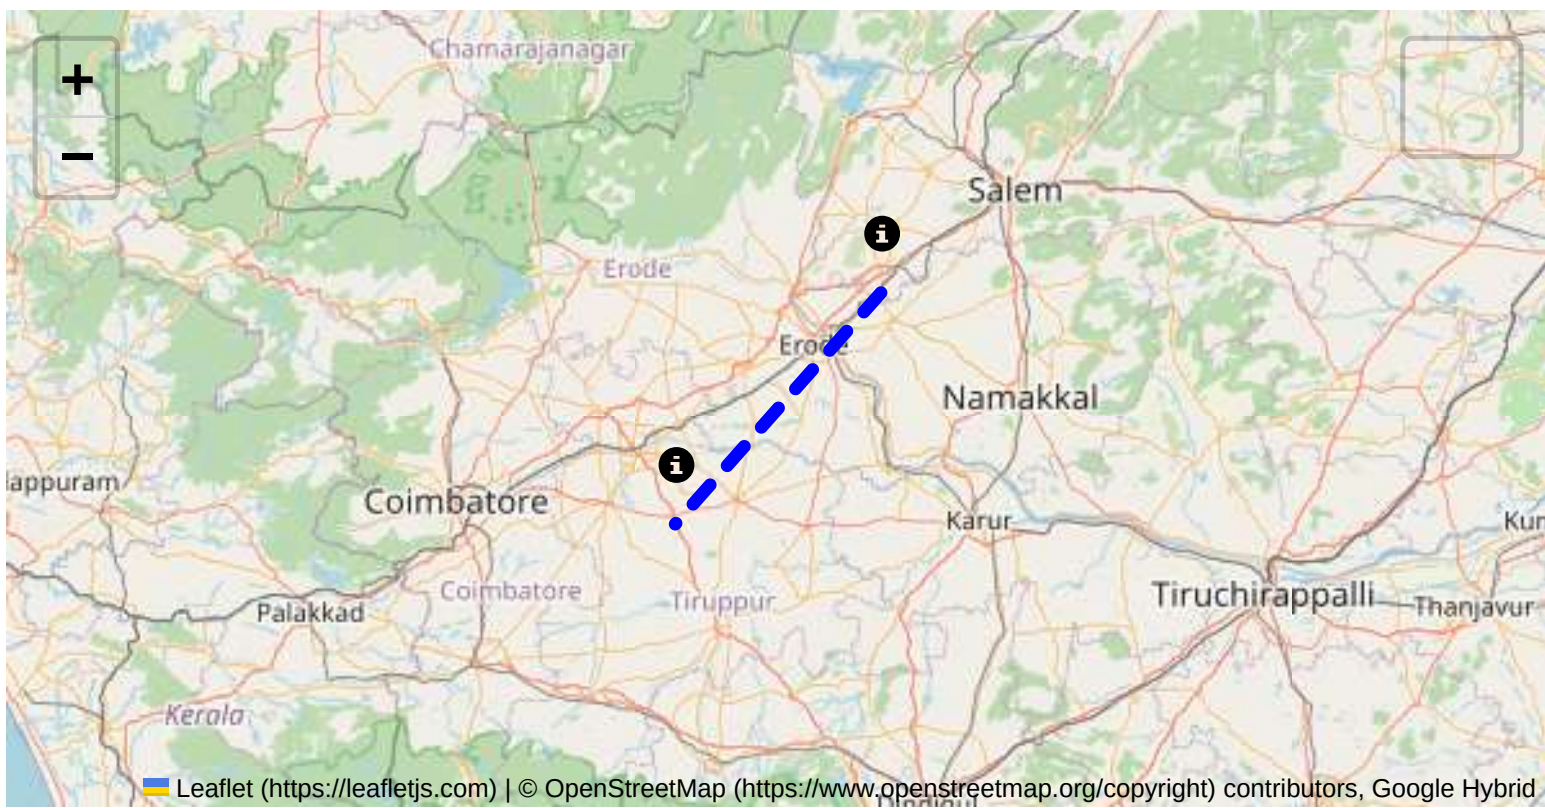 Chamarajanagar
+
−
Salem
i
Erode
Erode
Namakkal
i
lappuram
Coimbatore
Karur
Kur
Coimbatore
Tiruppur
Tiruchirappalli
Thanjavur
Palakkad
Kerala
Leaflet (https://leafletjs.com) | © OpenStreetMap (https://www.openstreetmap.org/copyright) contributors, Google Hybrid
Dindigul